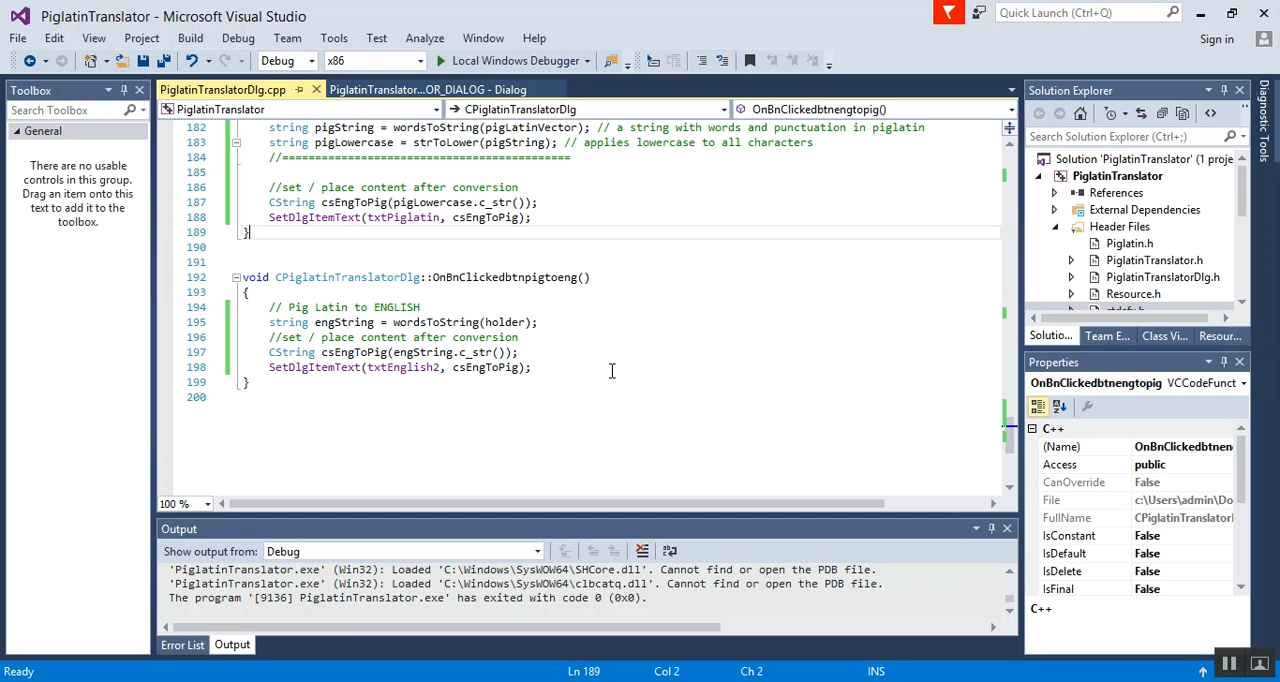 PiglatinTranslator - Microsoft Visual Studio
Quick Launch (Ctrl+Q)
File Edit View Project Build Debug Team Tools Test Analyze Window Help
Sign in
Debug x86 Local Windows Debugger
Toolbox
Search Toolbox
General
There are no usable
controls in this group.
Drag an item onto this
text to add it to the
toolbox.
PiglatinTranslatorDlg.cpp PiglatinTranslator...OR_DIALOG - Dialog
PiglatinTranslator CPiglatinTranslatorDlg OnBnClickedbtnengtopig()
182 string pigString = wordsToString(pigLatinVector); // a string with words and punctuation in piglatin
183 string pigLowercase = strToLower(pigString); // applies lowercase to all characters
184 //============================================
185
186 //set / place content after conversion
187 CString csEngToPig(pigLowercase.c_str());
188 SetDlgItemText(txtPiglatin, csEngToPig);
189 }
190
191
192 void CPiglatinTranslatorDlg::OnBnClickedbtnpigtoeng()
193 {
194 // Pig Latin to ENGLISH
195 string engString = wordsToString(holder);
196 //set / place content after conversion
197 CString csEngToPig(engString.c_str());
198 SetDlgItemText(txtEnglish2, csEngToPig);
199 }
200
100 %
Output
Show output from: Debug
'PiglatinTranslator.exe' (Win32): Loaded 'C:\Windows\SysWOW64\SHCore.dll'. Cannot find or open the PDB file.
'PiglatinTranslator.exe' (Win32): Loaded 'C:\Windows\SysWOW64\clbcatq.dll'. Cannot find or open the PDB file.
The program '[9136] PiglatinTranslator.exe' has exited with code 0 (0x0).
Error List Output
Solution Explorer
Search Solution Explorer (Ctrl+;)
Solution 'PiglatinTranslator' (1 proje
PiglatinTranslator
References
External Dependencies
Header Files
Piglatin.h
PiglatinTranslator.h
PiglatinTranslatorDlg.h
Resource.h
Solutio... Team E... Class Vi... Resour...
Properties
OnBnClickedbtnengtopig VCCodeFunct
C++
(Name) OnBnClickedbtnen
Access public
CanOverride False
File c:\Users\admin\Do
FullName CPiglatinTranslatorI
IsConstant False
IsDefault False
IsDelete False
IsFinal False
C++
Diagnostic Tools
Ready Ln 189 Col 2 Ch 2 INS